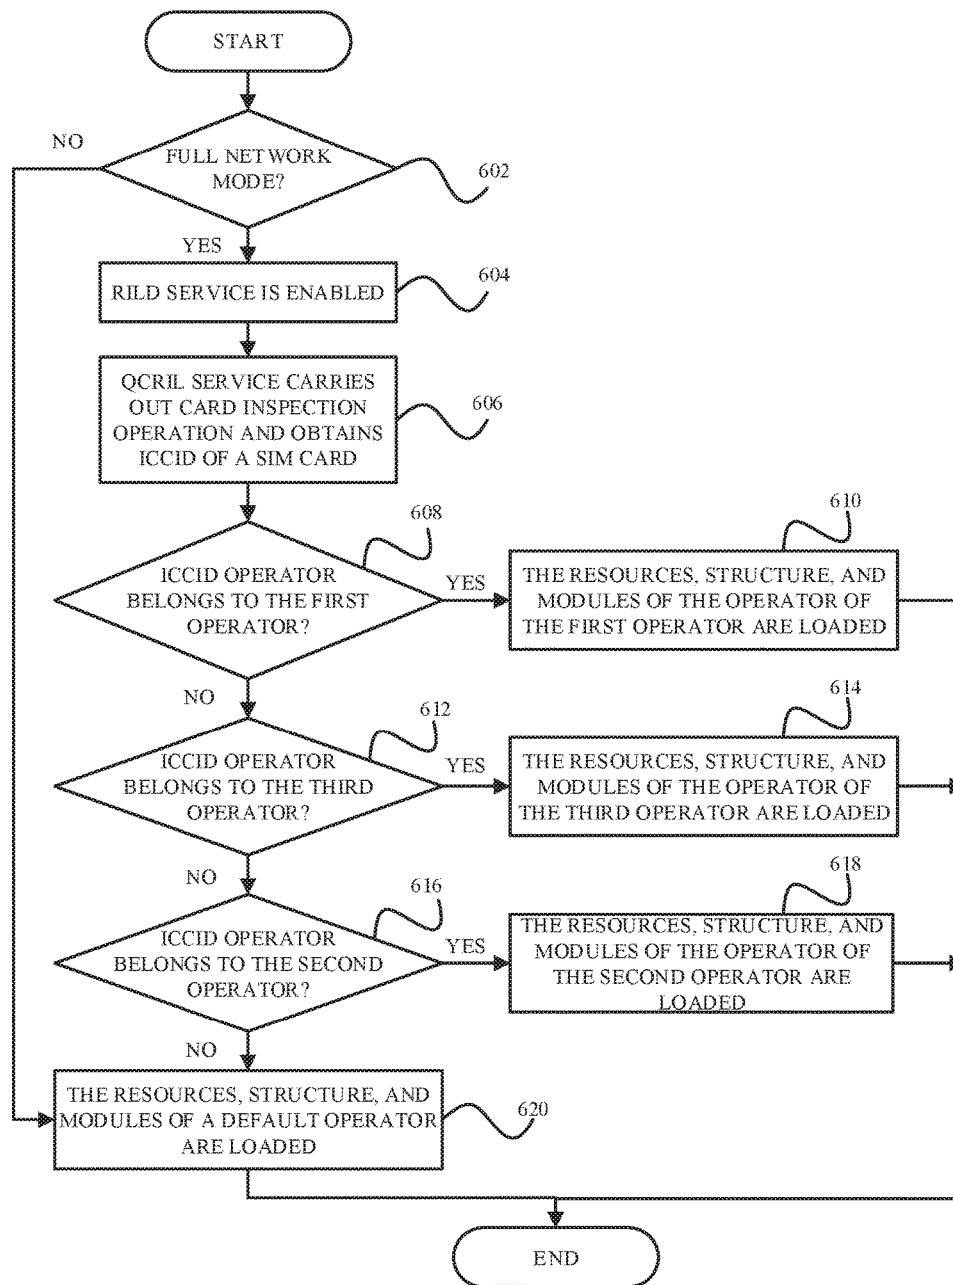 START
NO
FULL NETWORK
MODE?
602
YES
RILD SERVICE IS ENABLED
604
QCRIL SERVICE CARRIES
OUT CARD INSPECTION
OPERATION AND OBTAINS
ICCID OF A SIM CARD
606
608
ICCID OPERATOR
BELONGS TO THE FIRST
OPERATOR?
YES
610
THE RESOURCES, STRUCTURE, AND
MODULES OF THE OPERATOR OF
THE FIRST OPERATOR ARE LOADED
NO
612
ICCID OPERATOR
BELONGS TO THE THIRD
OPERATOR?
YES
614
THE RESOURCES, STRUCTURE, AND
MODULES OF THE OPERATOR OF
THE THIRD OPERATOR ARE LOADED
NO
616
ICCID OPERATOR
BELONGS TO THE SECOND
OPERATOR?
YES
618
THE RESOURCES, STRUCTURE, AND
MODULES OF THE OPERATOR OF
THE SECOND OPERATOR ARE
LOADED
NO
THE RESOURCES, STRUCTURE, AND
MODULES OF A DEFAULT OPERATOR
ARE LOADED
620
END